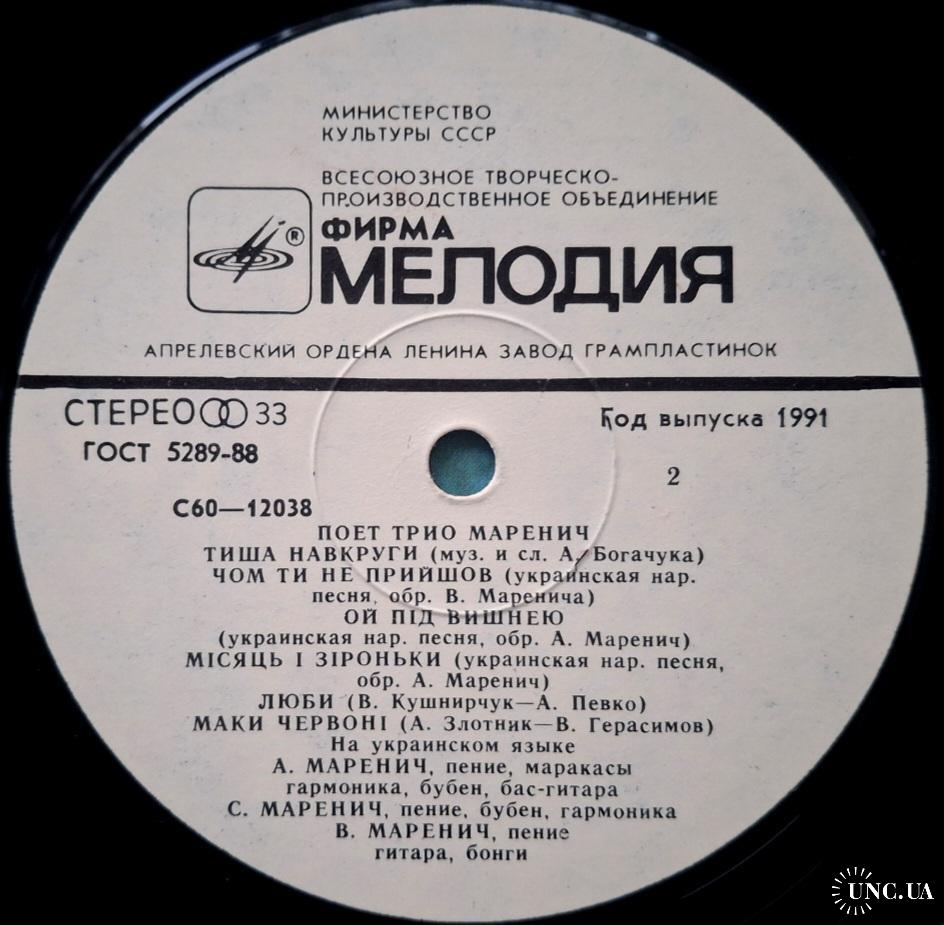 МИНИСТЕРСТВО
КУЛЬТУРЫ СССР
ВСЕСОЮЗНОЕ ТВОРЧЕСКО-
ПРОИЗВОДСТВЕННОЕ ОБЪЕДИНЕНИЕ
ФИРМА
®
МЕЛОДИЯ
АПРЕЛЕВСКИЙ ОРДЕНА ЛЕНИНА ЗАВОД ГРАМПЛАСТИНОК
СТЕРЕО 33
Код выпуска 1991
ГОСТ 5289-88
2
С60—12038
ПОЕТ ТРИО МАРЕНИЧ
ТИША НАВКРУГИ (муз. и сл. А. Богачука)
ЧОМ ТИ НЕ ПРИЙШОВ (украинская нар.
песня, обр. В. Маренича)
ОЙ ПІД ВИШНЕЮ
(украинская нар. песня, обр. А. Маренич)
МІСЯЦЬ І ЗІРОНЬКИ (украинская нар. песня,
обр. А. Маренич)
ЛЮБИ (В. Кушнирчук—А. Певко)
МАКИ ЧЕРВОНІ (А. Злотник—В. Герасимов)
На украинском языке
А. МАРЕНИЧ, пение, маракасы
гармоника, бубен, бас-гитара
С. МАРЕНИЧ, пение, бубен, гармоника
В. МАРЕНИЧ, пение
гитара, бонги
UNC.UA